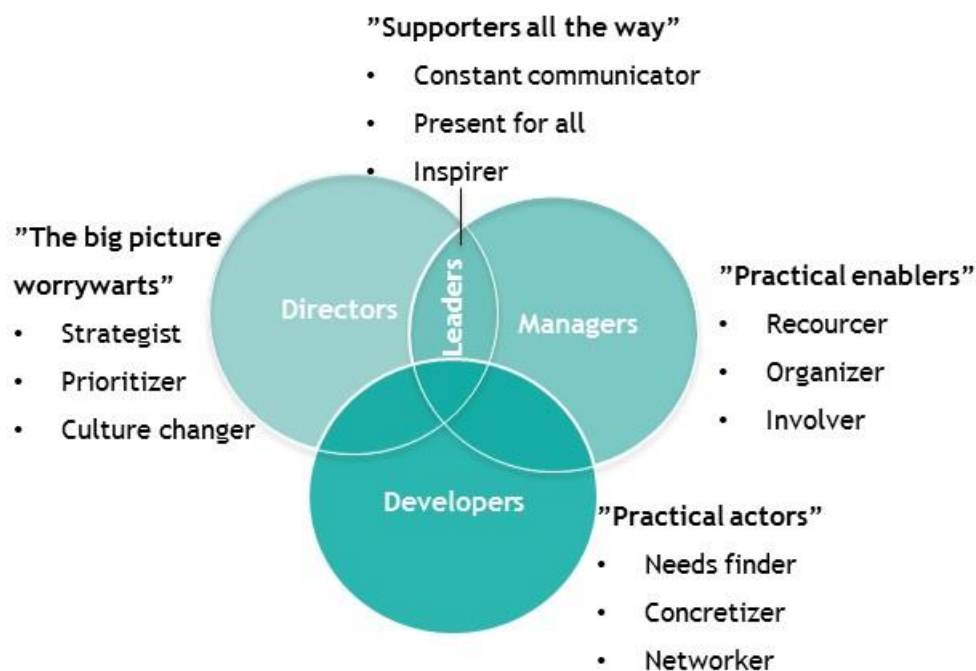 ”Supporters all the way”
• Constant communicator
• Present for all
• Inspirer
”The big picture
worrywarts”
• Strategist
• Prioritizer
• Culture changer
Directors
Leaders
Managers
”Practical enablers”
• Recourcer
• Organizer
• Involver
Developers
”Practical actors”
• Needs finder
• Concretizer
• Networker